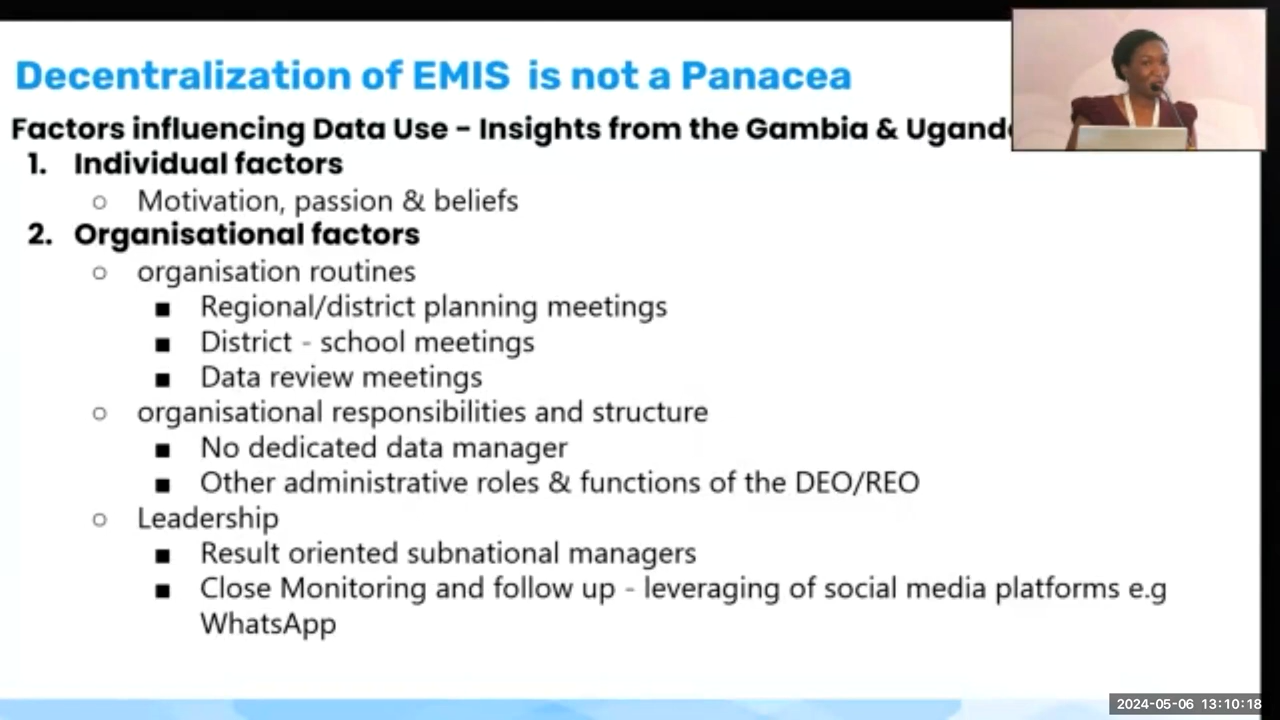 Decentralization of EMIS is not a Panacea
Factors influencing Data Use - Insights from the Gambia &
1. Individual factors
○ Motivation, passion & beliefs
2. Organisational factors
○ organisation routines
■ Regional/district planning meetings
■ District - school meetings
■ Data review meetings
○ organisational responsibilities and structure
■ No dedicated data manager
■ Other administrative roles & functions of the DEO/REO
○ Leadership
■ Result oriented subnational managers
■ Close Monitoring and follow up - leveraging of social media platforms e.g
WhatsApp
2024-05-06 13:10:18